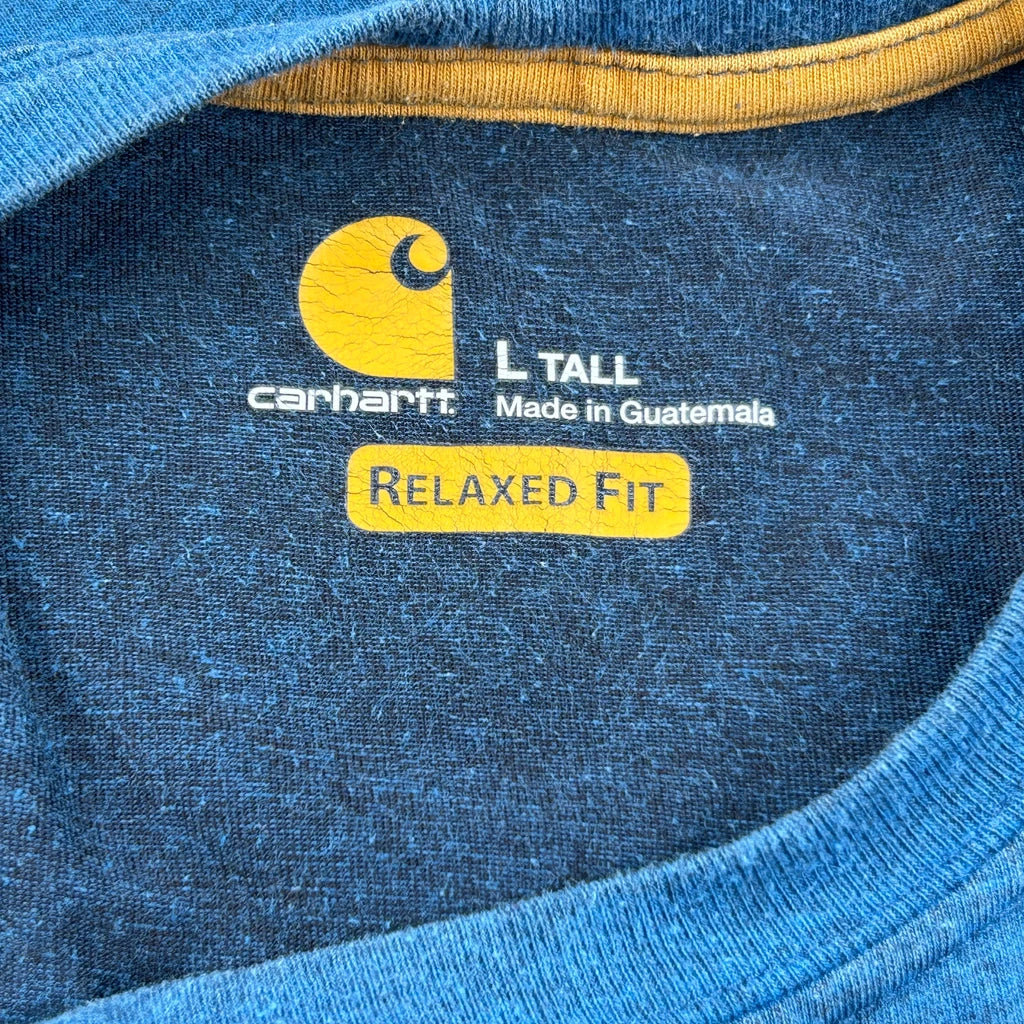 carhartt.
L TALL
Made in Guatemala
RELAXED FIT